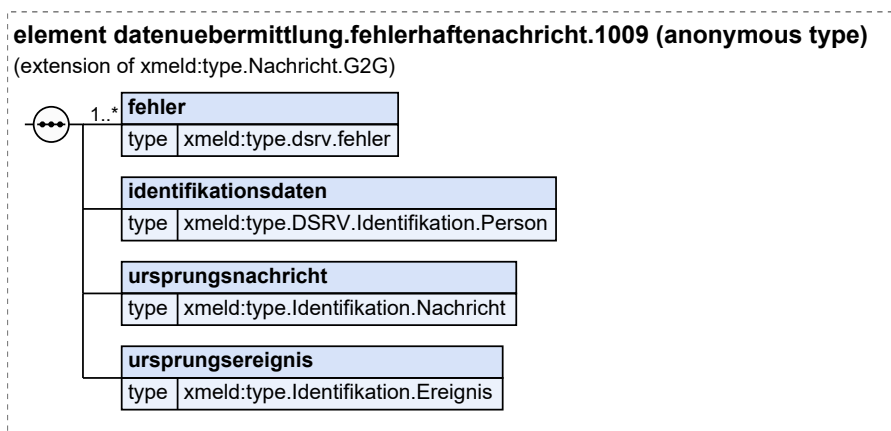 element datenuebermittlung.fehlerhaftenachricht.1009 (anonymous type)
(extension of xmeld:type.Nachricht.G2G)
1..*
fehler
type xmeld:type.dsrv.fehler
identifikationsdaten
type xmeld:type.DSRV.Identifikation.Person
ursprungsnachricht
type xmeld:type.Identifikation.Nachricht
ursprungsereignis
type xmeld:type.Identifikation.Ereignis